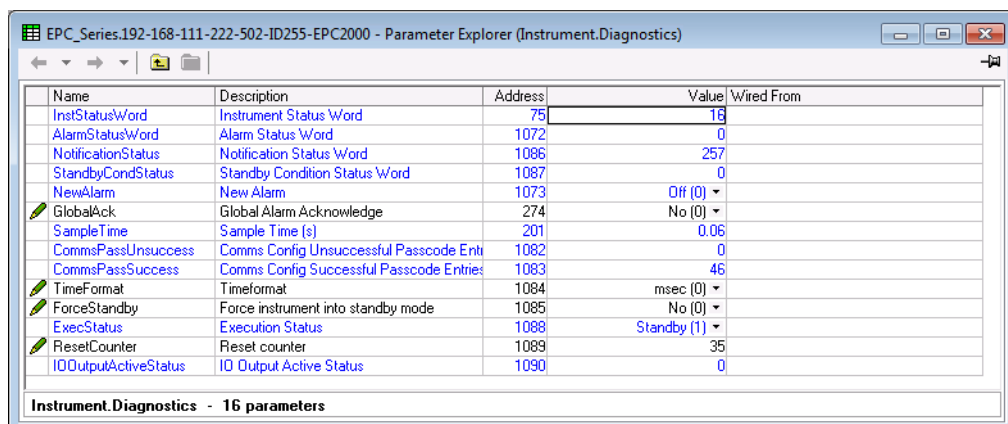 EPC_Series.192-168-111-222-502-ID255-EPC2000 - Parameter Explorer (Instrument.Diagnostics)
Name Description Address Value Wired From
InstStatusWord Instrument Status Word 75 16
AlarmStatusWord Alarm Status Word 1072 0
NotificationStatus Notification Status Word 1086 257
StandbyCondStatus Standby Condition Status Word 1087 0
NewAlarm New Alarm 1073 Off (0)
GlobalAck Global Alarm Acknowledge 274 No (0)
SampleTime Sample Time (s) 201 0.06
CommsPassUnsuccess Comms Config Unsuccessful Passcode Entr 1082 0
CommsPassSuccess Comms Config Successful Passcode Entries 1083 46
TimeFormat Timeformat 1084 msec (0)
ForceStandby Force instrument into standby mode 1085 No (0)
ExecStatus Execution Status 1088 Standby (1)
ResetCounter Reset counter 1089 35
IOOutputActiveStatus IO Output Active Status 1090 0
Instrument.Diagnostics - 16 parameters